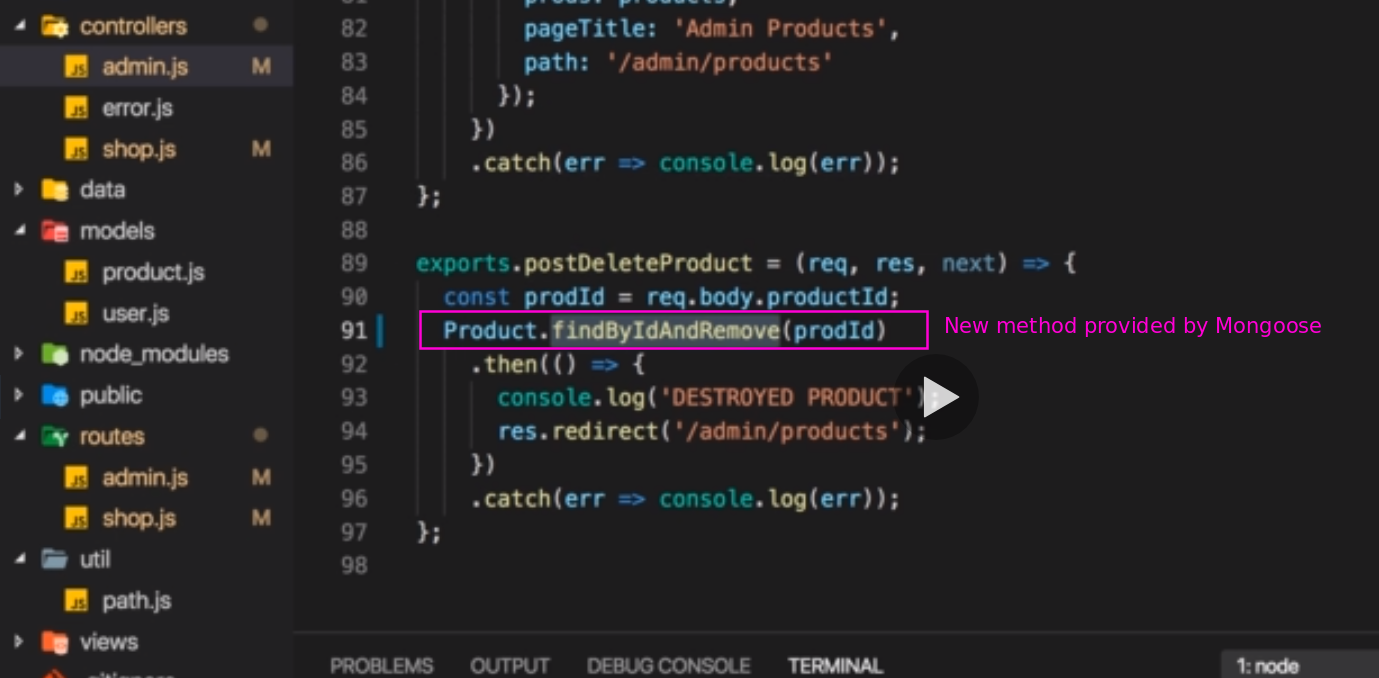 controllers
admin.js M
error.js
shop.js M
data
models
product.js
user.js
node_modules
public
routes
admin.js M
shop.js M
util
path.js
views
.gitignore
81 prods: products,
82 pageTitle: 'Admin Products',
83 path: '/admin/products'
84 });
85 })
86 .catch(err => console.log(err));
87 };
88
89 exports.postDeleteProduct = (req, res, next) => {
90 const prodId = req.body.productId;
91 Product.findByIdAndRemove(prodId)
New method provided by Mongoose
92 .then(() => {
93 console.log('DESTROYED PRODUCT');
94 res.redirect('/admin/products');
95 })
96 .catch(err => console.log(err));
97 };
98
PROBLEMS OUTPUT DEBUG CONSOLE TERMINAL 1: node